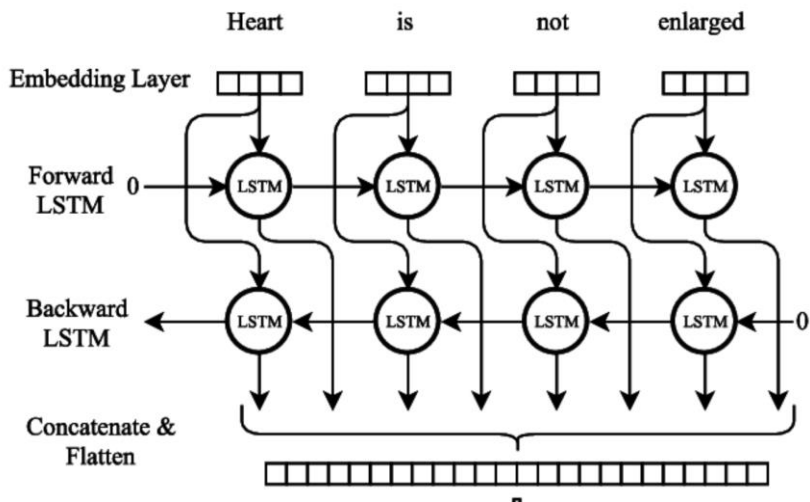 Heart is not enlarged
Embedding Layer
Forward
LSTM
0
LSTM LSTM LSTM LSTM
Backward
LSTM
LSTM LSTM LSTM LSTM
0
Concatenate &
Flatten